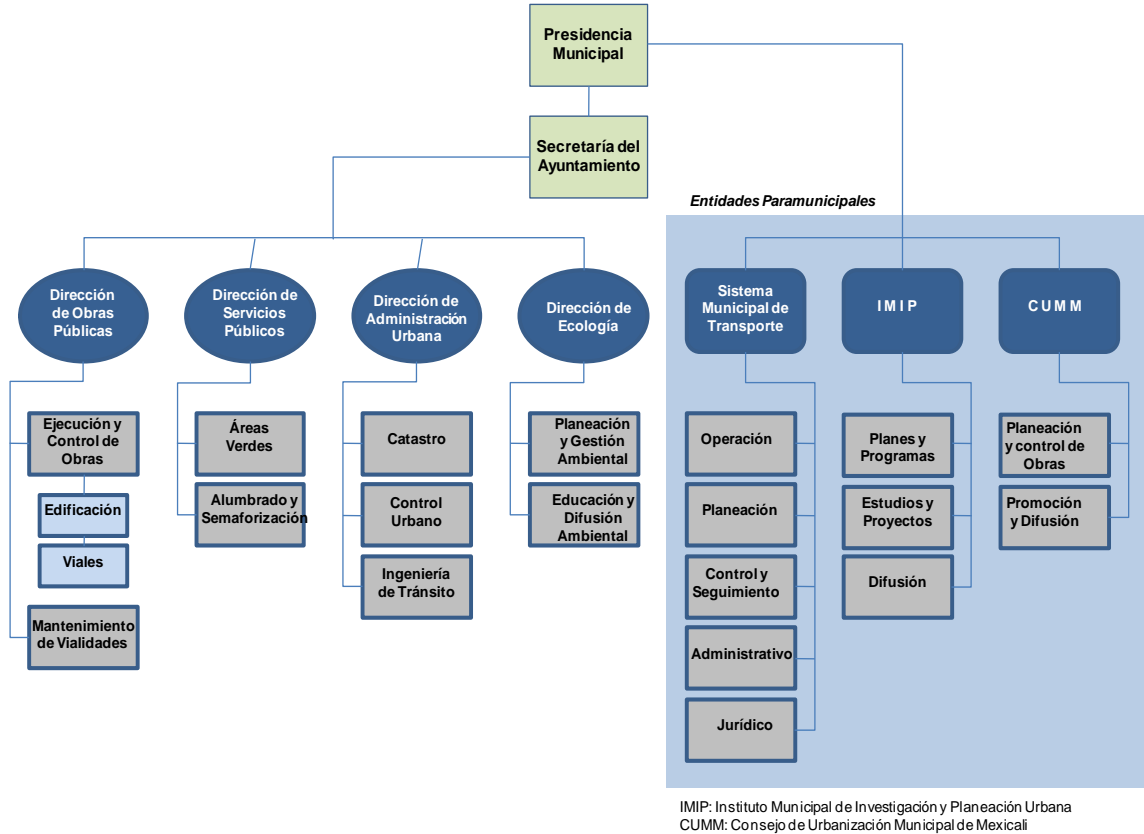 Presidencia
Municipal
Secretaría del
Ayuntamiento
Entidades Paramunicipales
Dirección
de Obras
Públicas
Dirección de
Servicios
Públicos
Dirección de
Administración
Urbana
Dirección de
Ecología
Sistema
Municipal de
Transporte
I M I P
C U M M
Ejecución y
Control de
Obras
Edificación
Viales
Mantenimiento
de Vialidades
Áreas
Verdes
Alumbrado y
Semaforización
Catastro
Control
Urbano
Ingeniería
de Tránsito
Planeación
y Gestión
Ambiental
Educación y
Difusión
Ambiental
Operación
Planeación
Control y
Seguimiento
Administrativo
Jurídico
Planes y
Programas
Estudios y
Proyectos
Difusión
Planeación
y control de
Obras
Promoción
y Difusión
IMIP: Instituto Municipal de Investigación y Planeación Urbana
CUMM: Consejo de Urbanización Municipal de Mexicali